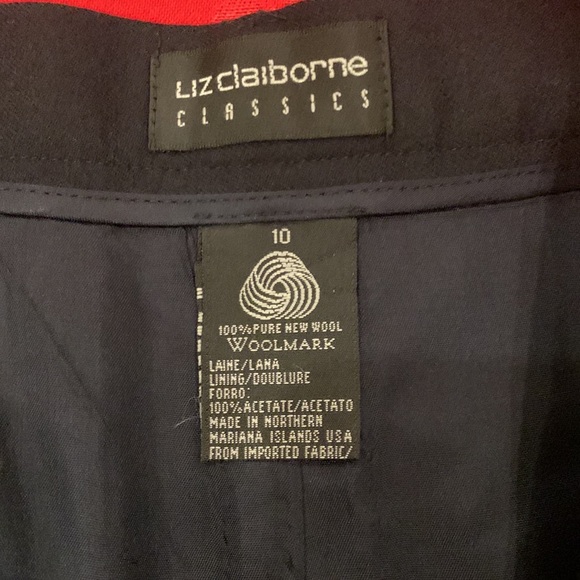 Liz claiborne
CLASSICS
10
100% PURE NEW WOOL
WOOLMARK
LAINE/LANA
LINING/DOUBLURE
FORRO:
100% ACETATE/ACETATO
MADE IN NORTHERN
MARIANA ISLANDS USA
FROM IMPORTED FABRIC/